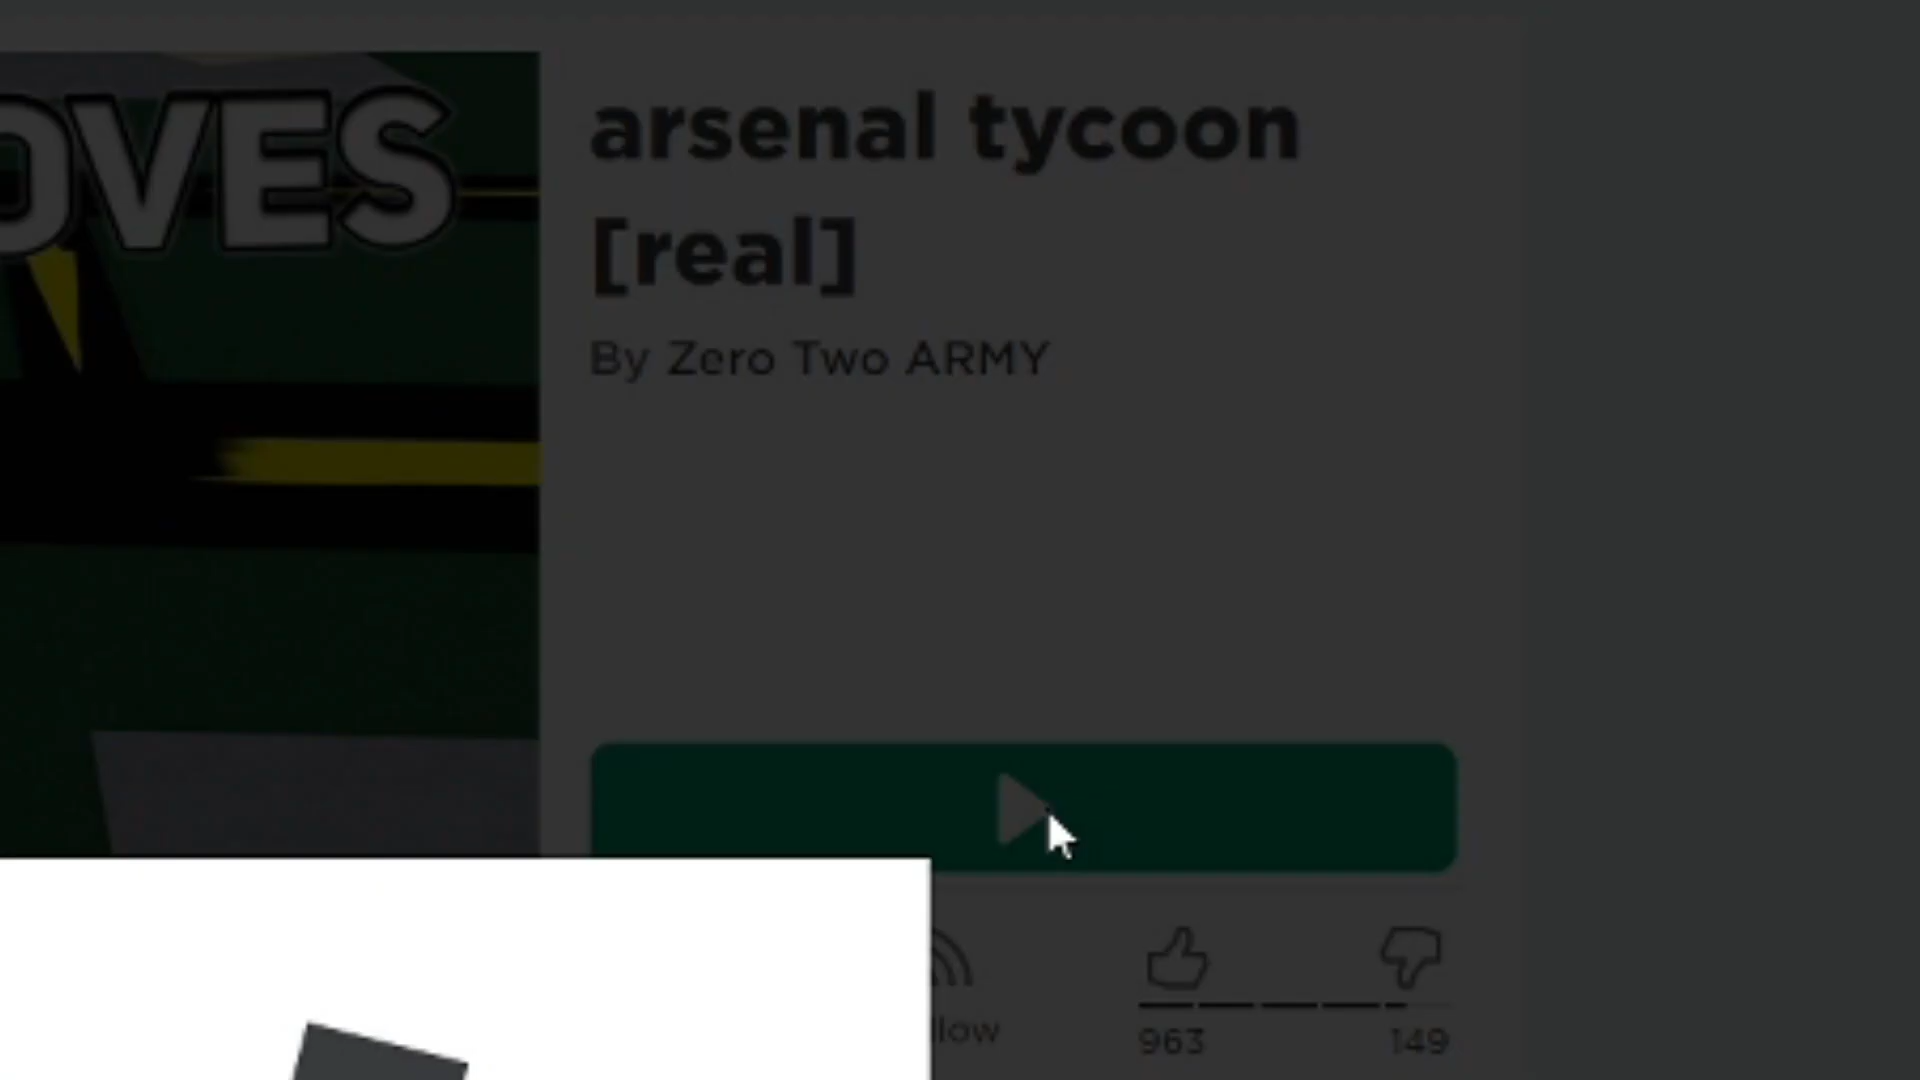 OVES
arsenal tycoon
[real]
By Zero Two ARMY
llow
963
149